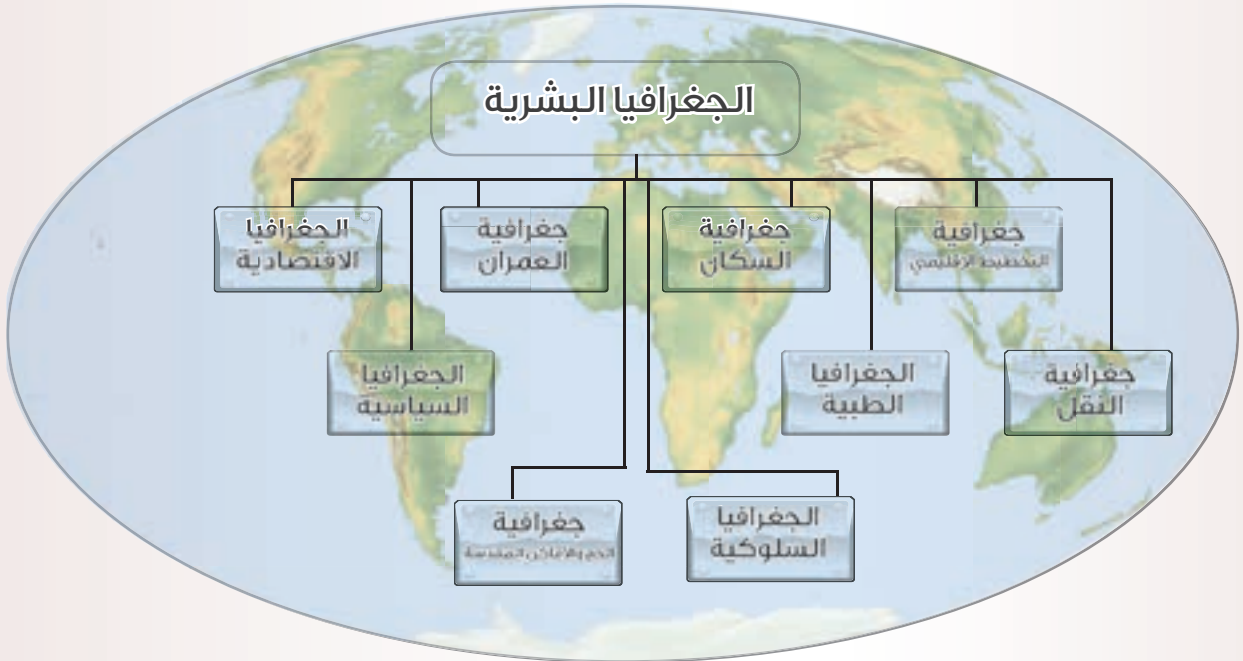 الجغرافيا البشرية
جغرافية
التخطيط الإقليمي
جغرافية
السكان
جغرافية
العمران
الجغرافيا
الاقتصادية
جغرافية
النقل
الجغرافيا
الطبية
الجغرافيا
السياسية
الجغرافيا
السلوكية
جغرافية
الحج والأماكن المقدسة